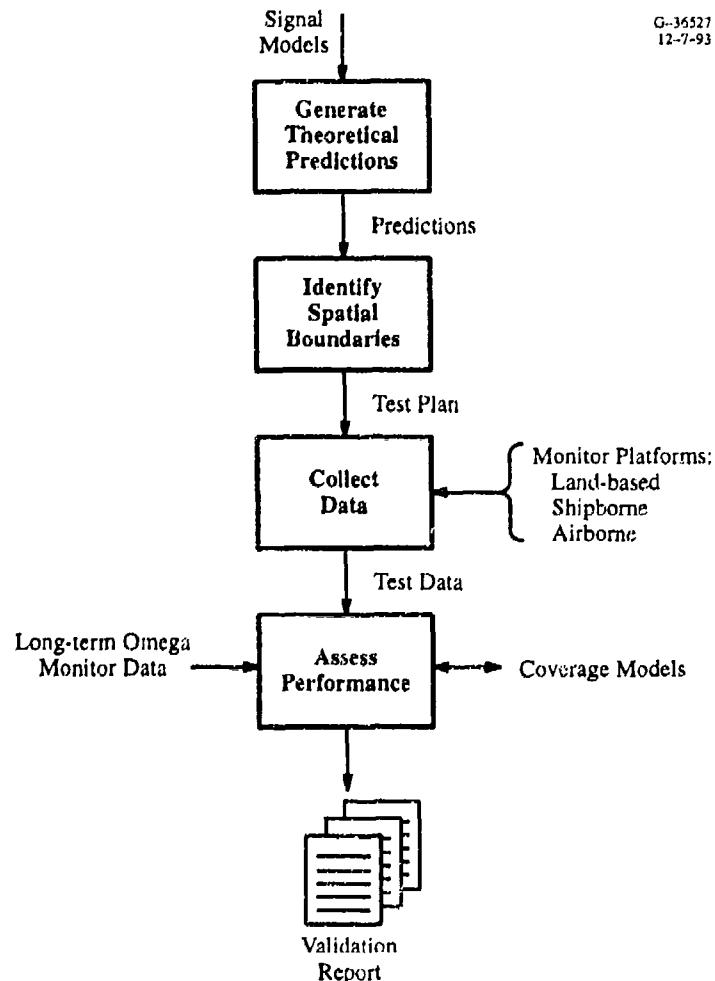 Signal
Models
G-36527
12-7-93
Generate
Theoretical
Predictions
Predictions
Identify
Spatial
Boundaries
Test Plan
Collect
Data
Monitor Platforms:
Land-based
Shipborne
Airborne
Test Data
Long-term Omega
Monitor Data
Assess
Performance
Coverage Models
Validation
Report